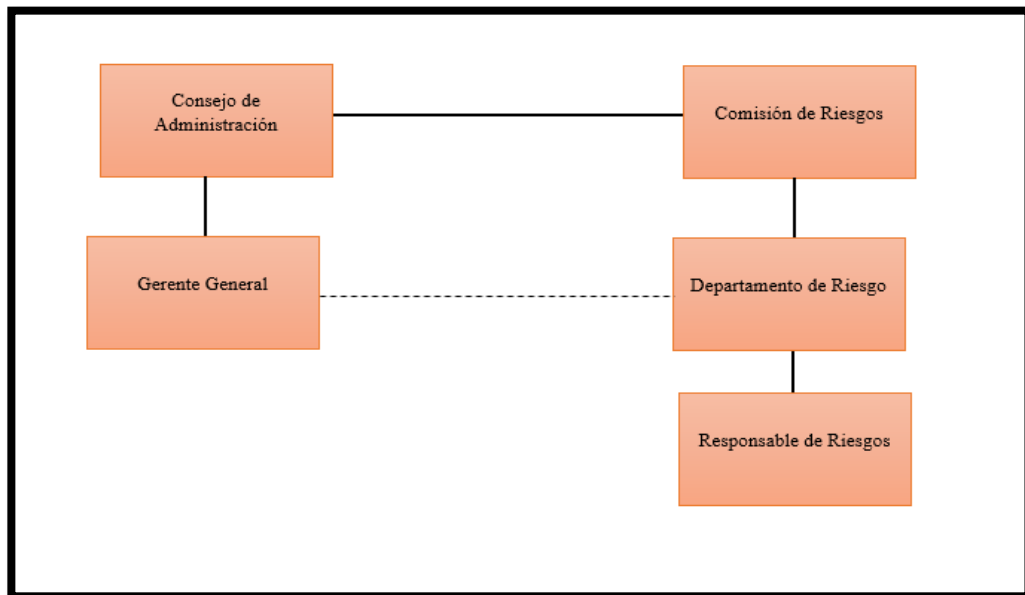 Consejo de
Administración
Comisión de Riesgos
Gerente General
Departamento de Riesgo
Responsable de Riesgos